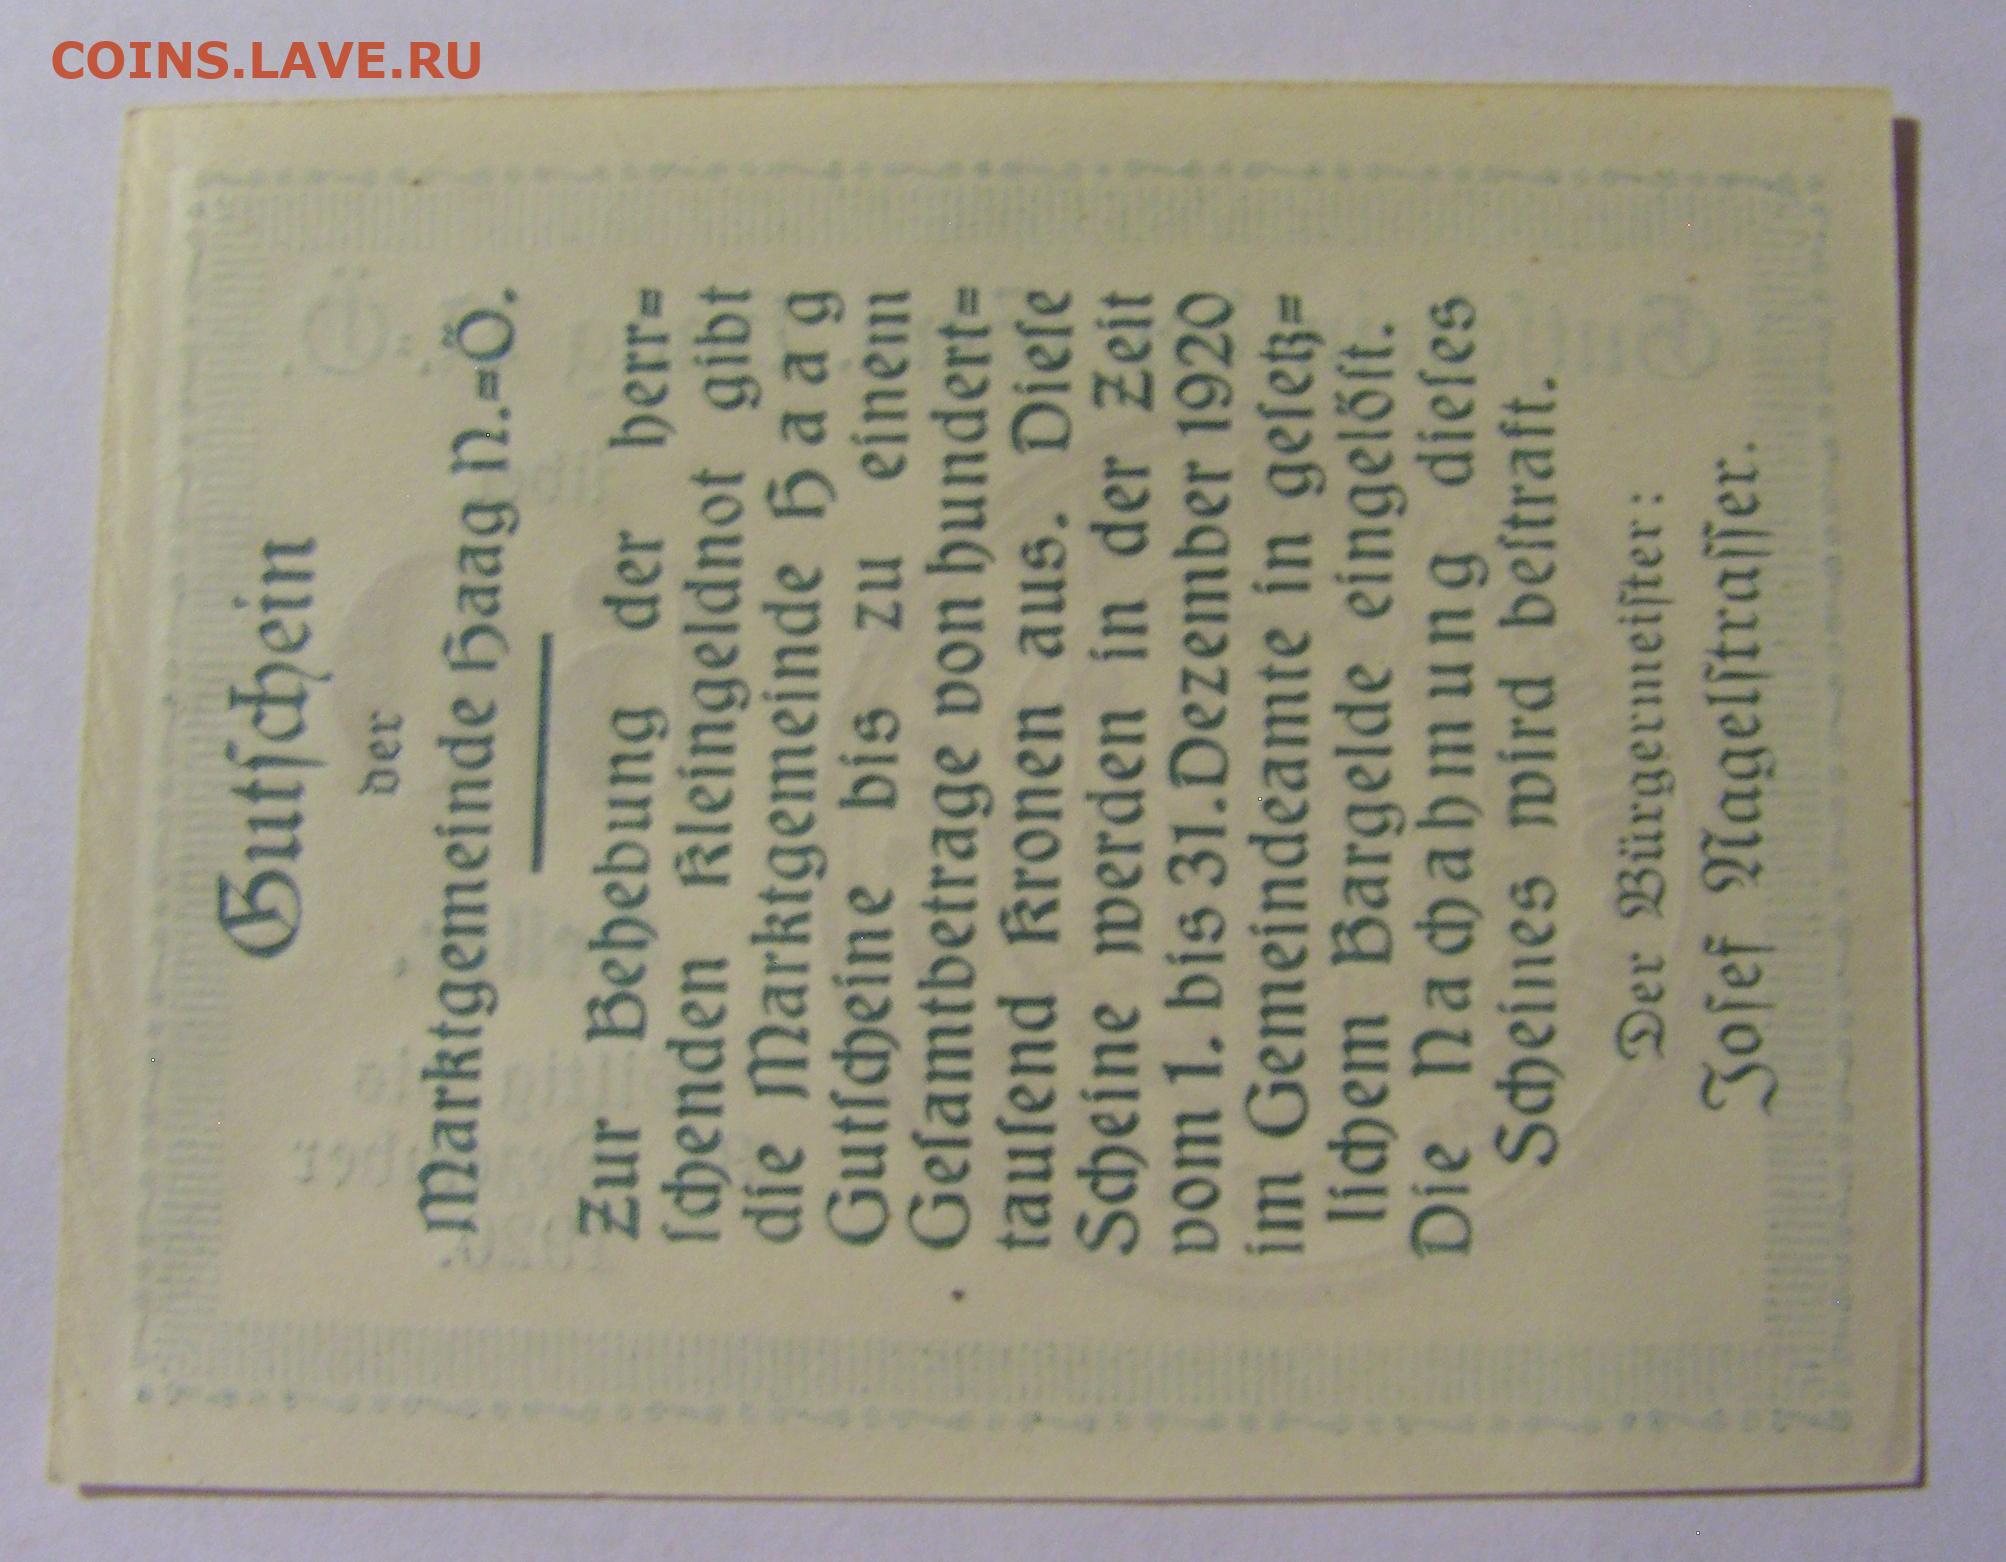 COINS.LAVE.RU
Gutſchein
der
Marktgemeinde Haag N.=Ö.
Zur Behebung der herr=
ſchenden Kleingeldnot gibt
die Marktgemeinde Haag
Gutſcheine bis zu einem
Geſamtbetrage von hundert=
tauſend Kronen aus. Dieſe
Scheine werden in der Zeit
vom 1. bis 31. Dezember 1920
im Gemeindeamte in geſetz=
lichem Bargelde eingelöſt.
Die Nachahmung dieſes
Scheines wird beſtraft.
Der Bürgermeiſter:
Joſef Nagelſtraſſer.